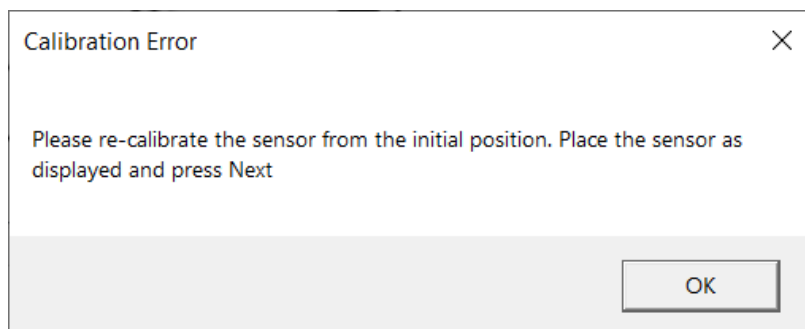 Calibration Error
Please re-calibrate the sensor from the initial position. Place the sensor as
displayed and press Next
OK